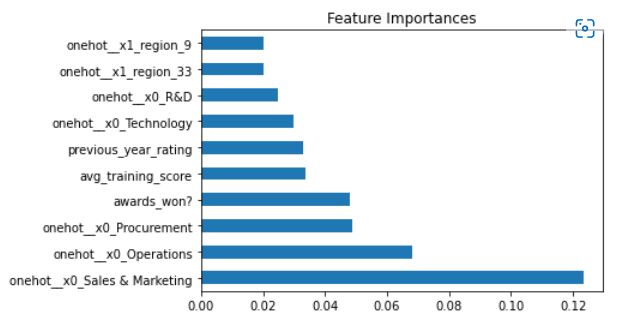 Feature Importances
onehot__x1_region_9
onehot__x1_region_33
onehot__x0_R&D
onehot__x0_Technology
previous_year_rating
avg_training_score
awards_won?
onehot__x0_Procurement
onehot__x0_Operations
onehot__x0_Sales & Marketing
0.00 0.02 0.04 0.06 0.08 0.10 0.12